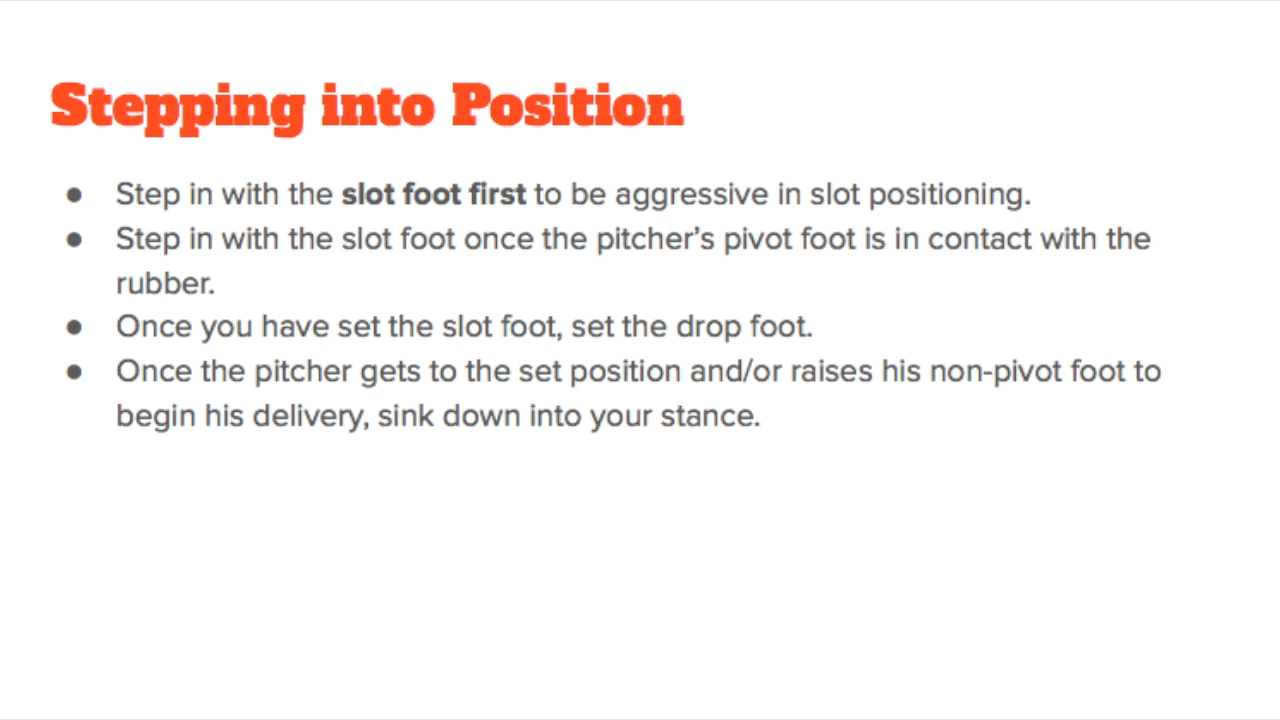 Stepping into Position
● Step in with the slot foot first to be aggressive in slot positioning.
● Step in with the slot foot once the pitcher’s pivot foot is in contact with the
rubber.
● Once you have set the slot foot, set the drop foot.
● Once the pitcher gets to the set position and/or raises his non-pivot foot to
begin his delivery, sink down into your stance.